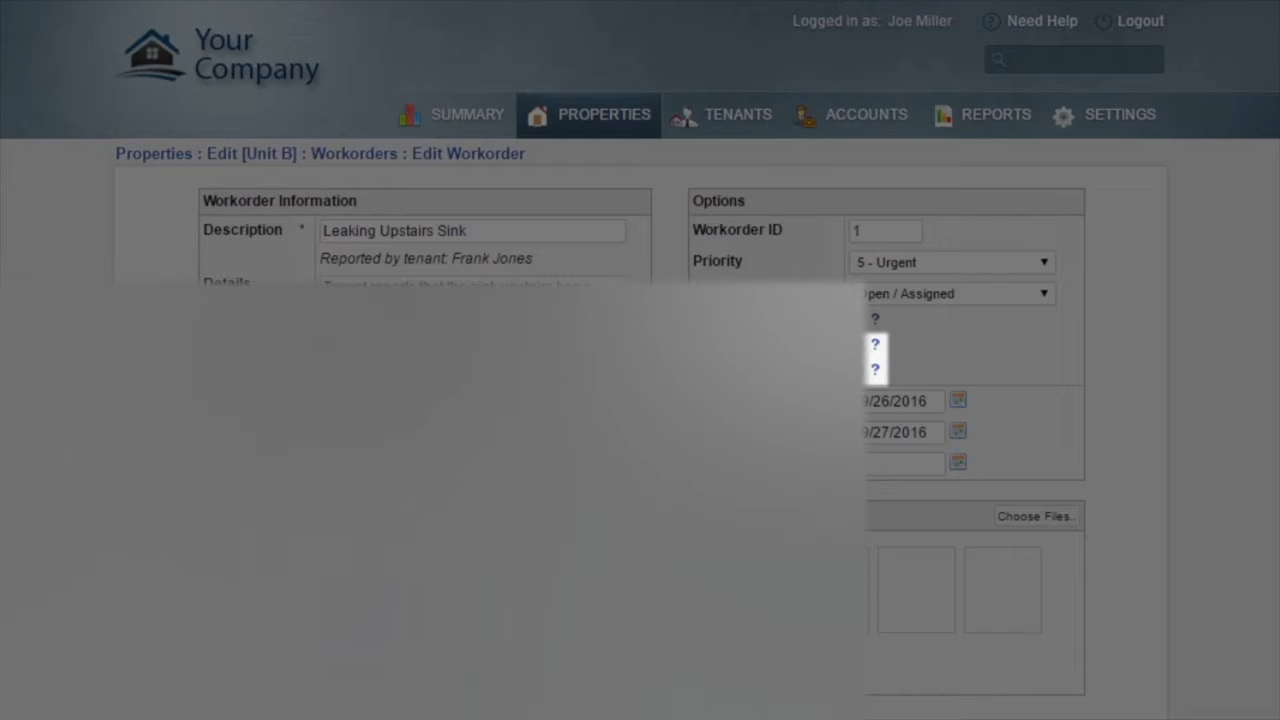 Logged in as: Joe Miller
? Need Help
Logout
Your
Company
SUMMARY
PROPERTIES
TENANTS
ACCOUNTS
REPORTS
SETTINGS
Properties : Edit [Unit B] : Workorders : Edit Workorder
Workorder Information
Description *
Leaking Upstairs Sink
Reported by tenant: Frank Jones
Details
Options
Workorder ID
1
Priority
5 - Urgent
Open / Assigned
?
?
?
9/26/2016
9/27/2016
Choose Files..